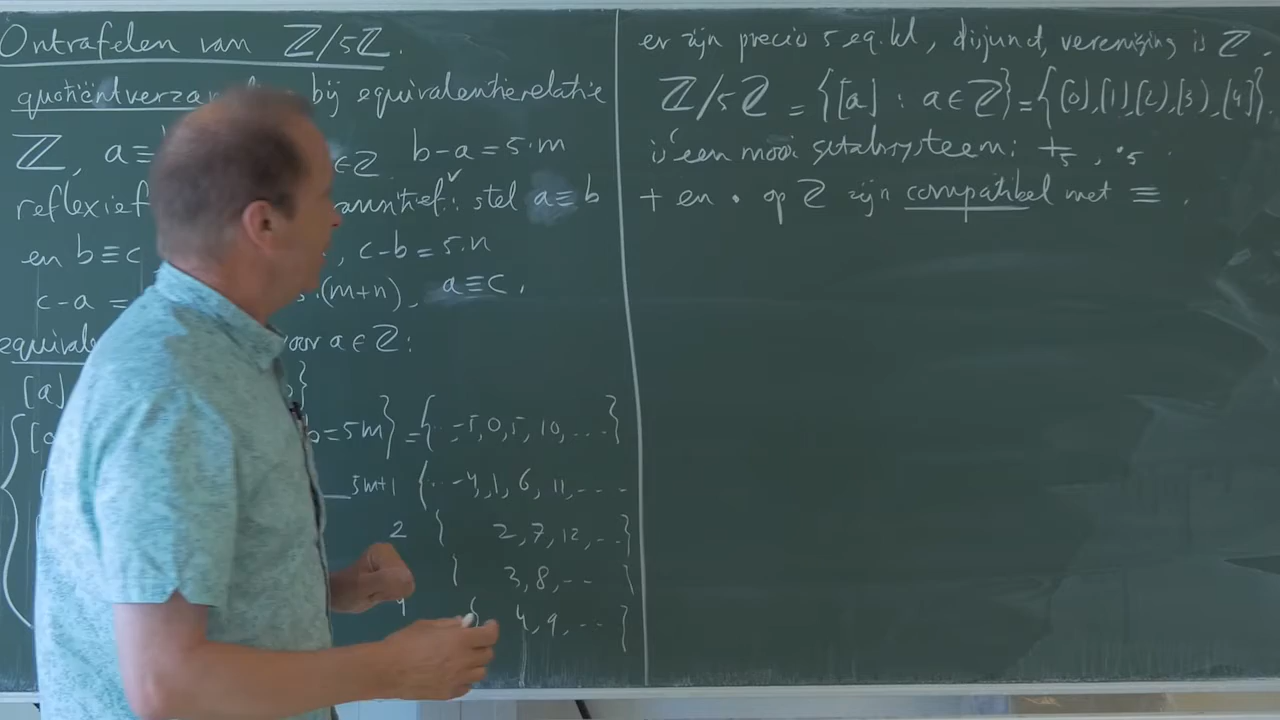 Ontrafelen van ℤ/5ℤ.
quotiëntverza bij equivalentierelatie
ℤ, a≡ ∈ℤ b-a=5·m
reflexief stel a≡b
en b≡c , c-b=5·n
c-a = (m+n), a≡c.
equivale voor a∈ℤ:
[a] }
b=5m} = {.. -5,0,5,10,....}
5m+1 {.. -4,1,6,11,....
2 { 2,7,12,...}
{ 3,8,... }
4 { 4,9,... }
er zijn precies 5 eq.kl, disjunct, vereniging is ℤ.
ℤ/5ℤ = {[a] : a∈ℤ} = {[0],[1],[2],[3],[4]}.
is een mooi getalsysteem: +₅, ·₅.
+ en · op ℤ zijn compatibel met ≡.